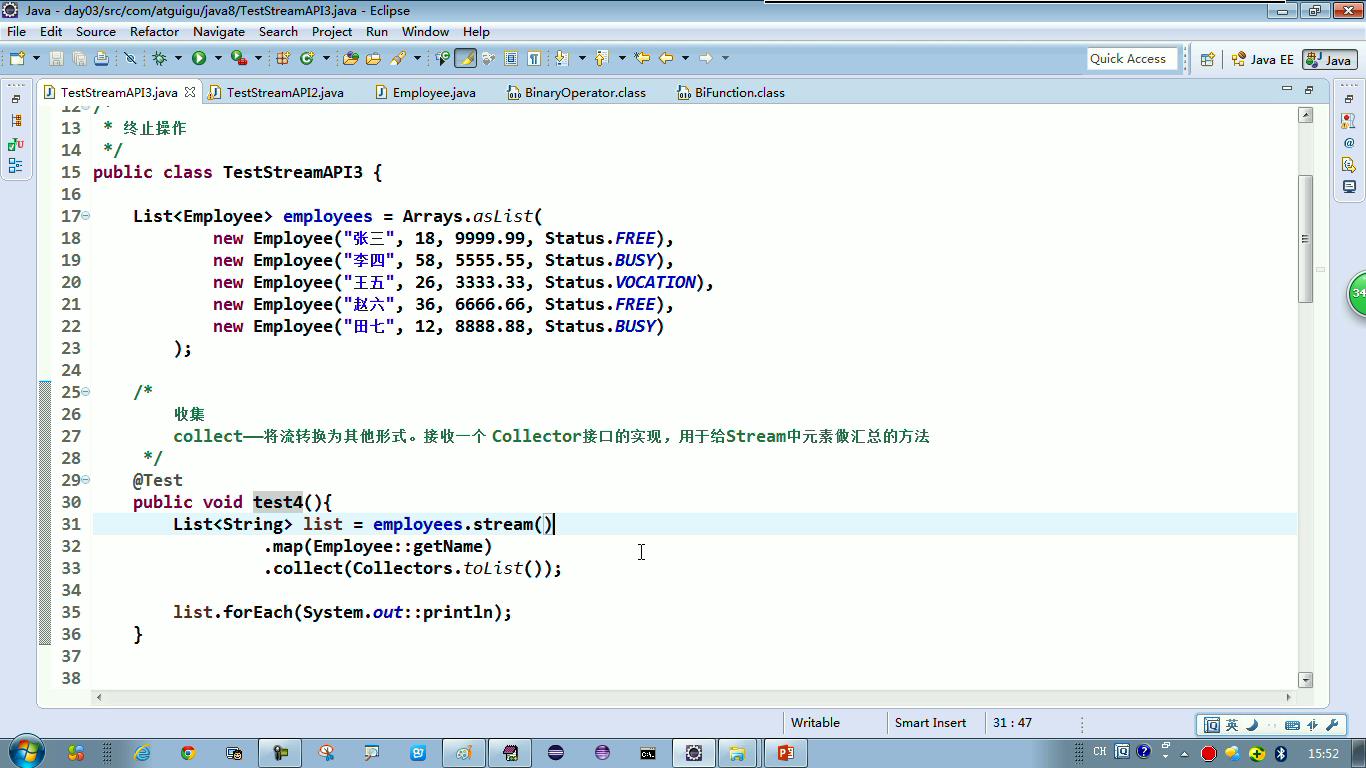 Java - day03/src/com/atguigu/java8/TestStreamAPI3.java - Eclipse
File Edit Source Refactor Navigate Search Project Run Window Help
Quick Access Java EE Java
TestStreamAPI3.java TestStreamAPI2.java Employee.java BinaryOperator.class BiFunction.class
12 /*
13 * 终止操作
14 */
15 public class TestStreamAPI3 {
16
17 List<Employee> employees = Arrays.asList(
18 new Employee("张三", 18, 9999.99, Status.FREE),
19 new Employee("李四", 58, 5555.55, Status.BUSY),
20 new Employee("王五", 26, 3333.33, Status.VOCATION),
21 new Employee("赵六", 36, 6666.66, Status.FREE),
22 new Employee("田七", 12, 8888.88, Status.BUSY)
23 );
24
25 /*
26 收集
27 collect——将流转换为其他形式。接收一个 Collector接口的实现，用于给Stream中元素做汇总的方法
28 */
29 @Test
30 public void test4(){
31 List<String> list = employees.stream()
32 .map(Employee::getName)
33 .collect(Collectors.toList());
34
35 list.forEach(System.out::println);
36 }
37
38
34
Writable Smart Insert 31 : 47
英
CH 15:52